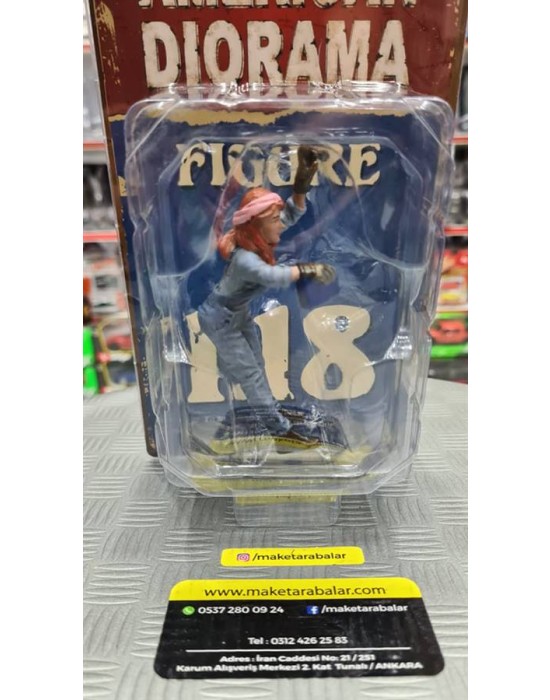 AMERICAN
DIORAMA
FIGURE
1:18
/maketarabalar
www.maketarabalar.com
0537 280 09 24 /maketarabalar
Tel : 0312 426 25 83
Adres : İran Caddesi No: 21 / 251
Karum Alışveriş Merkezi 2. Kat Tunalı / ANKARA